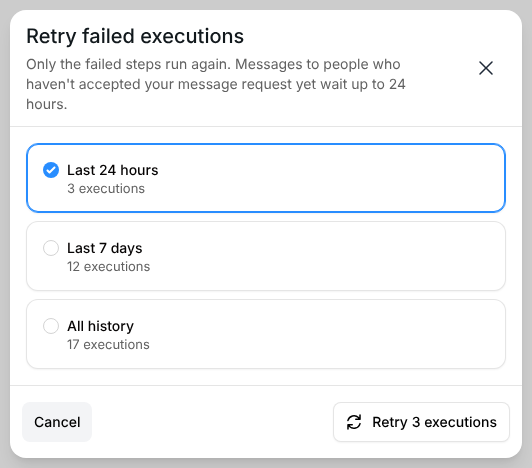 Retry failed executions
Only the failed steps run again. Messages to people who
haven't accepted your message request yet wait up to 24
hours.
Last 24 hours
3 executions
Last 7 days
12 executions
All history
17 executions
Cancel
Retry 3 executions